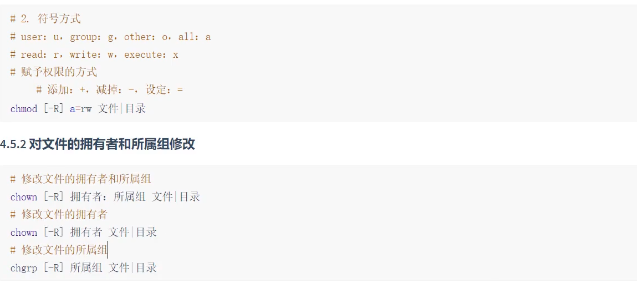 # 2. 符号方式
# user：u，group：g，other：o，all：a
# read：r，write：w，execute：x
# 赋予权限的方式
# 添加：+，减掉：-，设定：=
chmod [-R] a=rw 文件|目录
4.5.2 对文件的拥有者和所属组修改
# 修改文件的拥有者和所属组
chown [-R] 拥有者：所属组 文件|目录
# 修改文件的拥有者
chown [-R] 拥有者 文件|目录
# 修改文件的所属组
chgrp [-R] 所属组 文件|目录